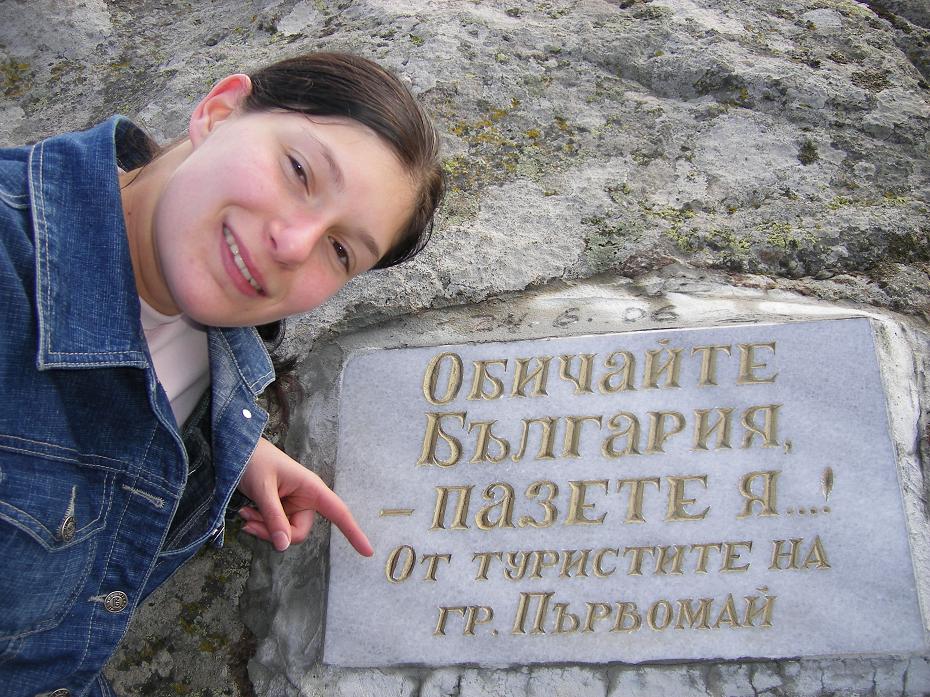 24.6.06
Обичайте
България,
– пазете я....!
От туристите на
гр. Първомай